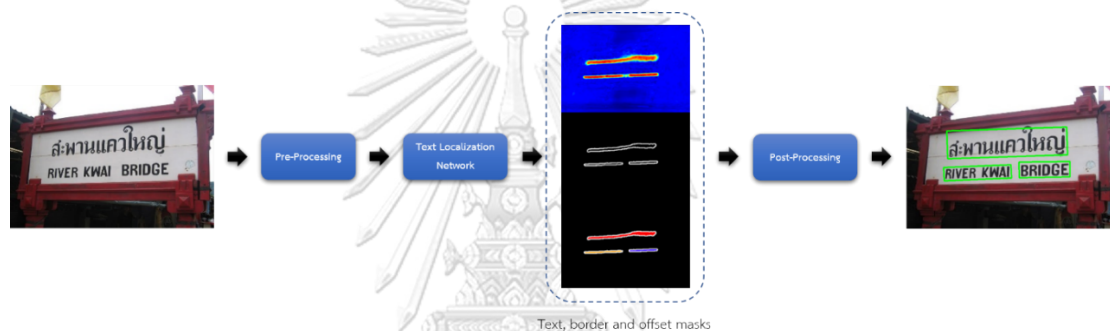 สะพานแควใหญ่
RIVER KWAI BRIDGE
Pre-Processing
Text Localization
Network
Post-Processing
สะพานแควใหญ่
RIVER KWAI BRIDGE
Text, border and offset masks